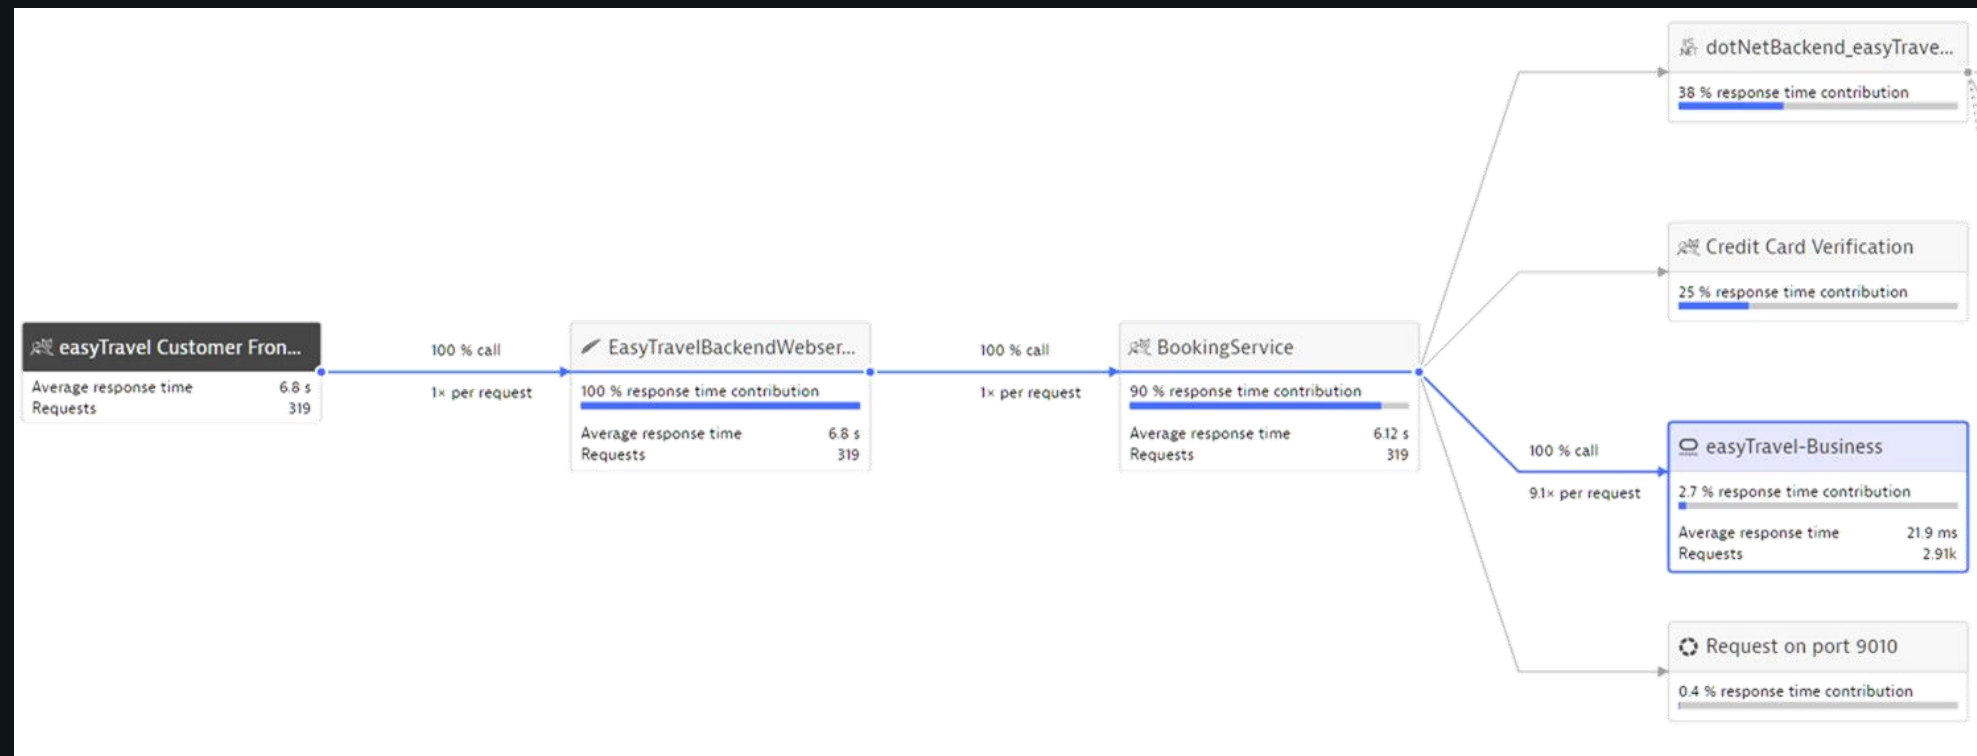 easyTravel Customer Fron...
Average response time 6.8 s
Requests 319
100 % call
1x per request
EasyTravelBackendWebser...
100 % response time contribution
Average response time 6.8 s
Requests 319
100 % call
1x per request
BookingService
90 % response time contribution
Average response time 6.12 s
Requests 319
dotNetBackend_easyTrave...
38 % response time contribution
Credit Card Verification
25 % response time contribution
100 % call
9.1x per request
easyTravel-Business
2.7 % response time contribution
Average response time 21.9 ms
Requests 2.91k
Request on port 9010
0.4 % response time contribution